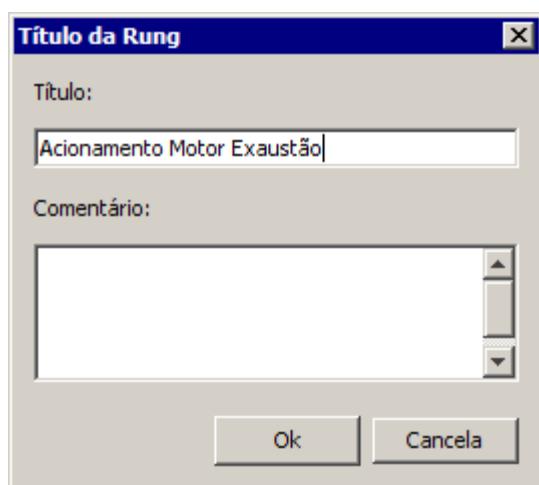 Título da Rung
Título:
Acionamento Motor Exaustão
Comentário:
Ok Cancela